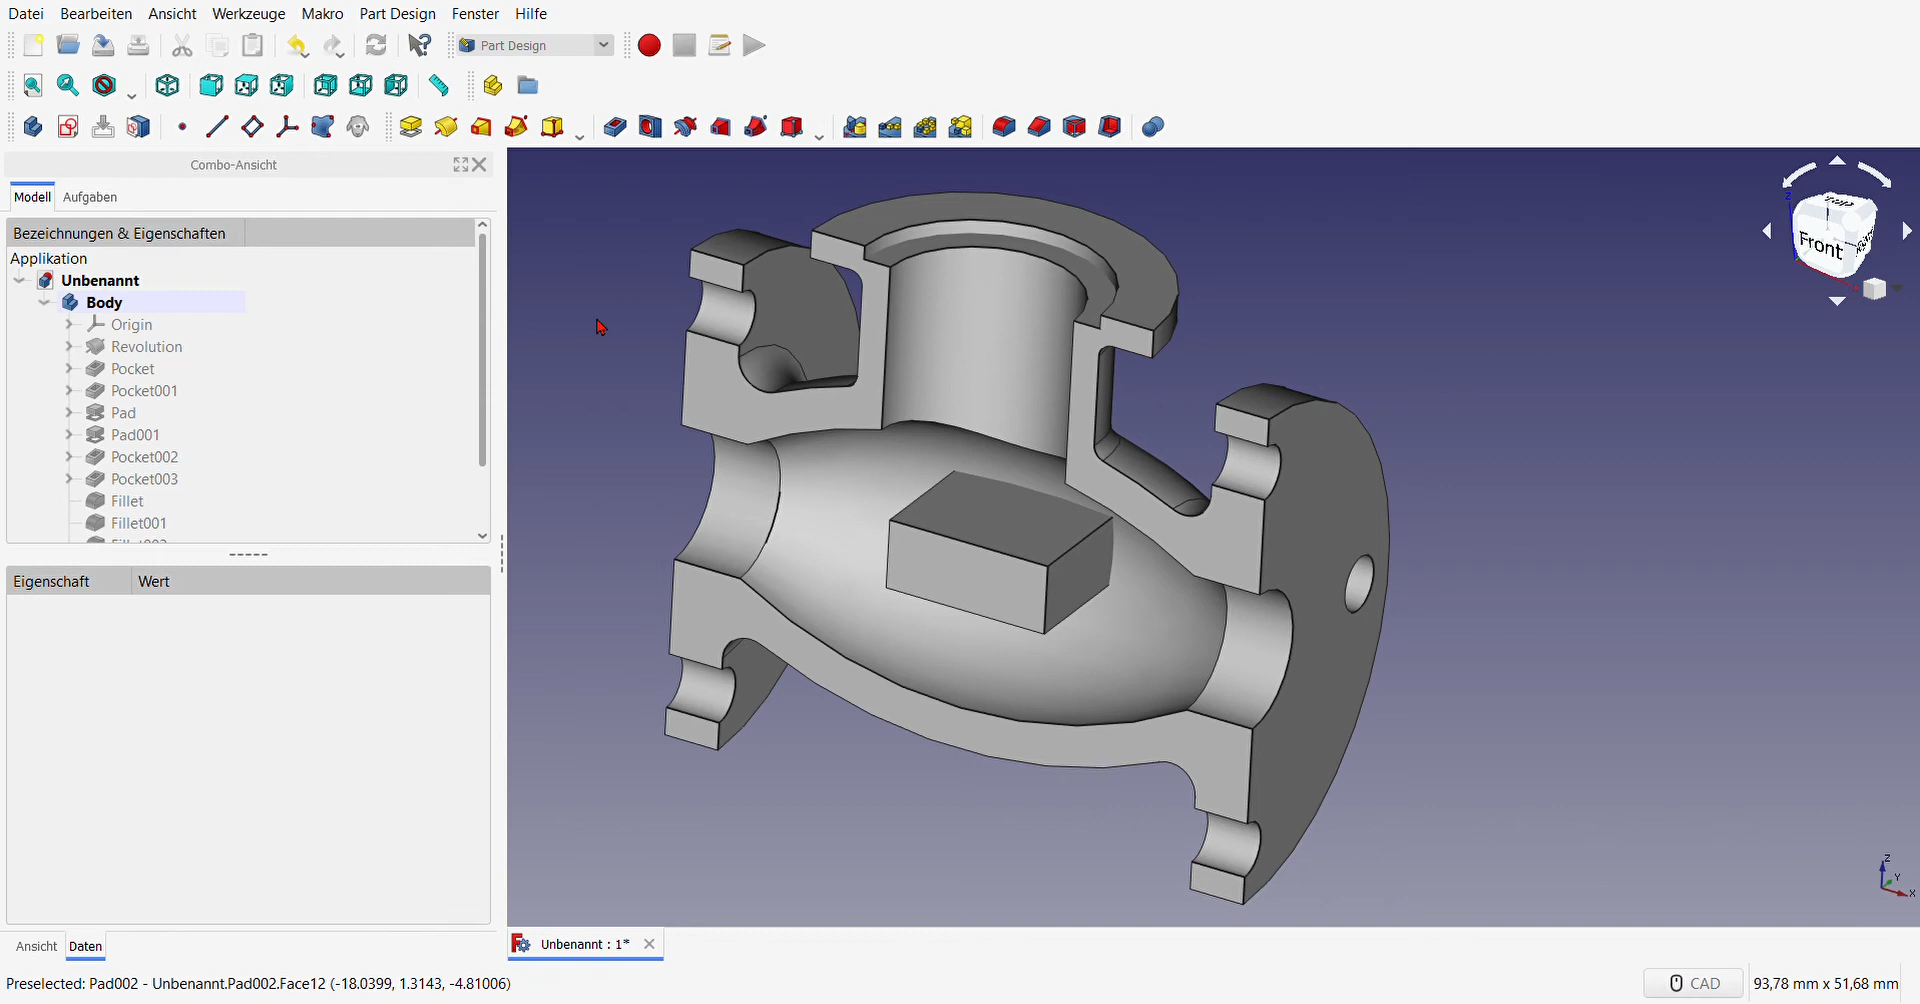 Datei Bearbeiten Ansicht Werkzeuge Makro Part Design Fenster Hilfe
Part Design
Combo-Ansicht
Modell Aufgaben
Bezeichnungen & Eigenschaften
Applikation
Unbenannt
Body
Origin
Revolution
Pocket
Pocket001
Pad
Pad001
Pocket002
Pocket003
Fillet
Fillet001
Eigenschaft Wert
Ansicht Daten
Top
Front
Z
Y
X
Unbenannt : 1*
Preselected: Pad002 - Unbenannt.Pad002.Face12 (-18.0399, 1.3143, -4.81006)
CAD
93,78 mm x 51,68 mm